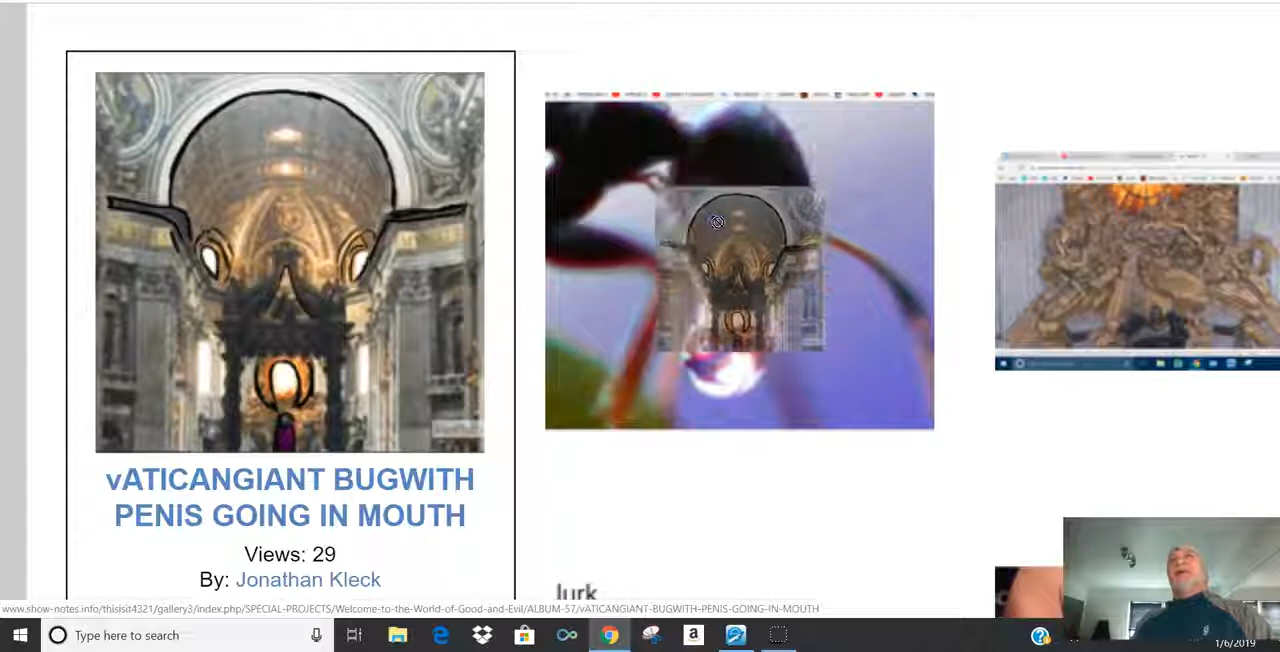 vATICANGIANT BUGWITH
PENIS GOING IN MOUTH
Views: 29
By: Jonathan Kleck
lurk
www.show-notes.info/thisisit4321/gallery3/index.php/SPECIAL-PROJECTS/Welcome-to-the-World-of-Good-and-Evil/ALBUM-57/vATICANGIANT-BUGWITH-PENIS-GOING-IN-MOUTH
Type here to search
1/6/2019